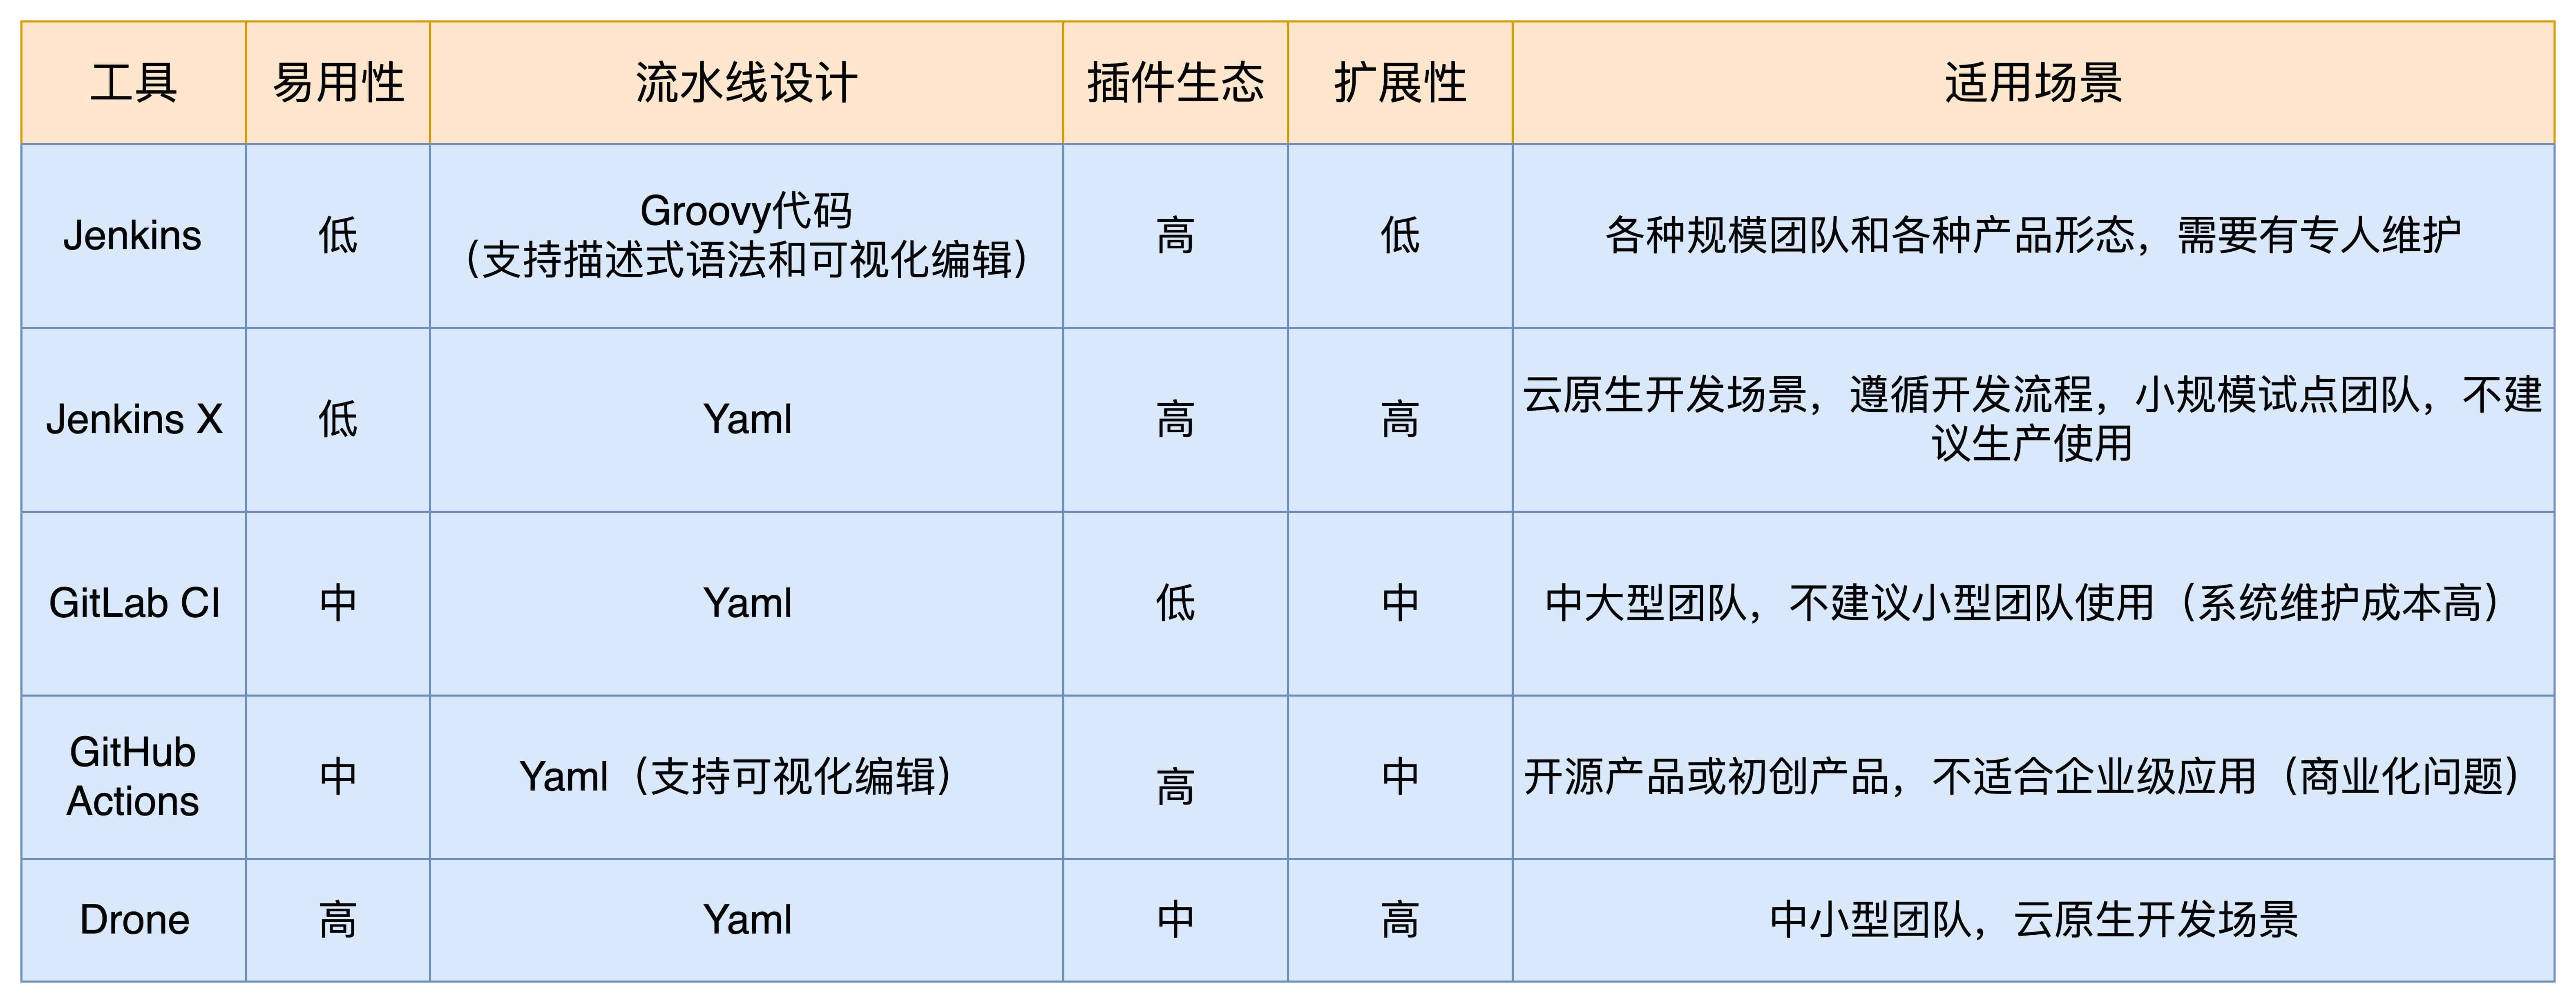 工具 易用性 流水线设计 插件生态 扩展性 适用场景
Jenkins 低 Groovy代码
（支持描述式语法和可视化编辑） 高 低 各种规模团队和各种产品形态，需要有专人维护
Jenkins X 低 Yaml 高 高 云原生开发场景，遵循开发流程，小规模试点团队，不建
议生产使用
GitLab CI 中 Yaml 低 中 中大型团队，不建议小型团队使用（系统维护成本高）
GitHub
Actions 中 Yaml（支持可视化编辑） 高 中 开源产品或初创产品，不适合企业级应用（商业化问题）
Drone 高 Yaml 中 高 中小型团队，云原生开发场景